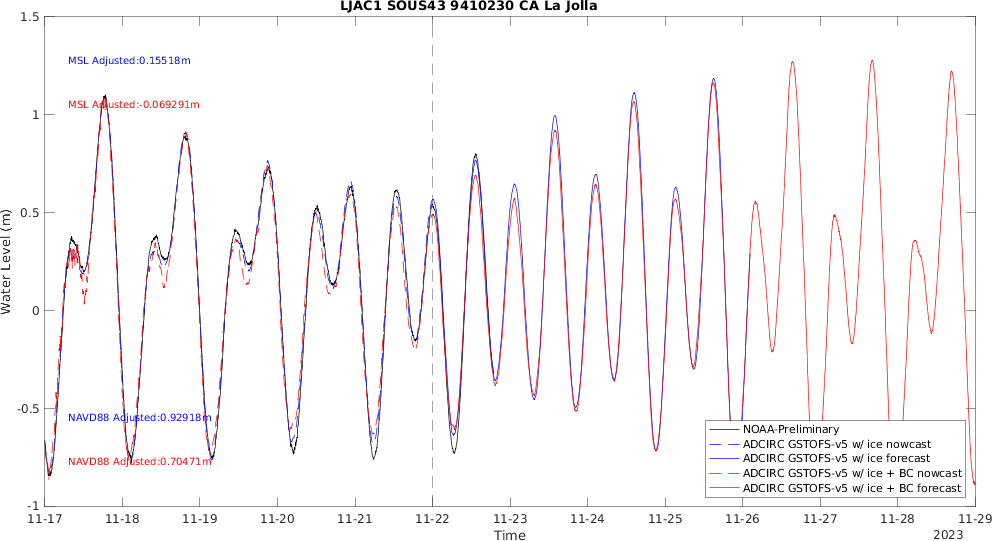 LJAC1 SOUS43 9410230 CA La Jolla
1.5
1
0.5
0
-0.5
-1
Water Level (m)
MSL Adjusted:0.15518m
MSL Adjusted:-0.069291m
NAVD88 Adjusted:0.92918m
NAVD88 Adjusted:0.70471m
NOAA-Preliminary
ADCIRC GSTOFS-v5 w/ ice nowcast
ADCIRC GSTOFS-v5 w/ ice forecast
ADCIRC GSTOFS-v5 w/ ice + BC nowcast
ADCIRC GSTOFS-v5 w/ ice + BC forecast
11-17 11-18 11-19 11-20 11-21 11-22 11-23 11-24 11-25 11-26 11-27 11-28 11-29
Time
2023